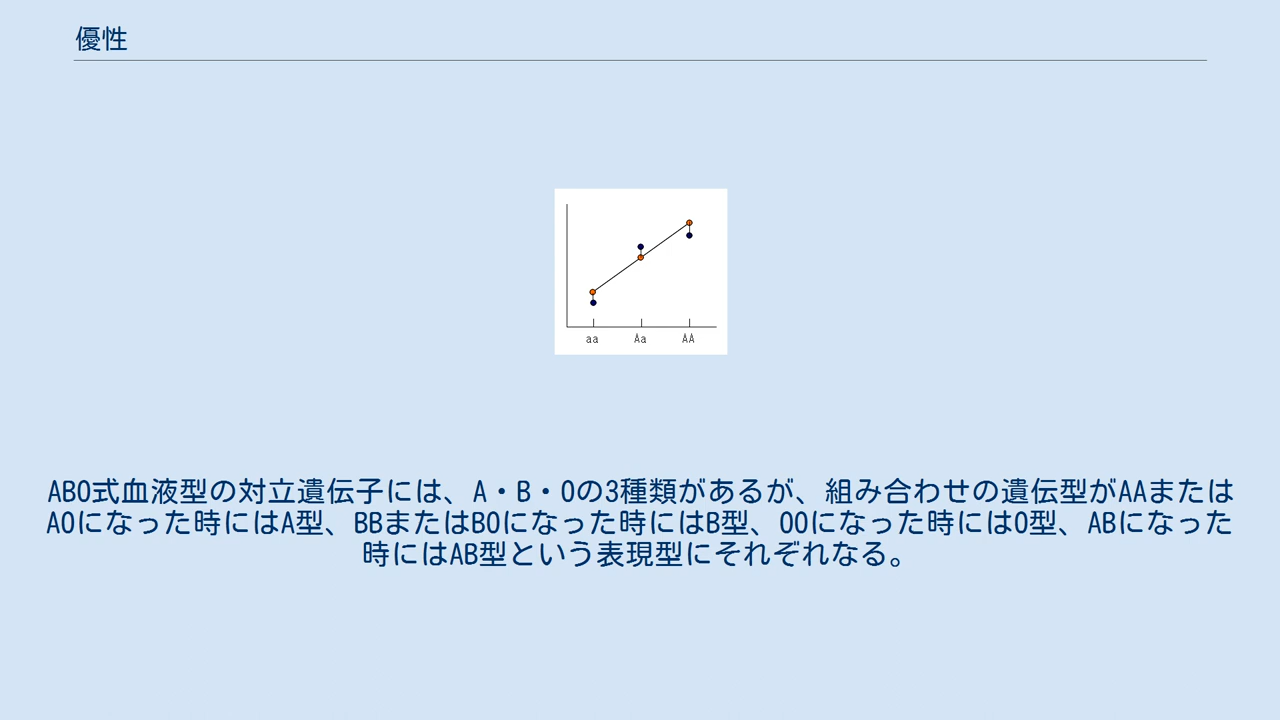 優性
aa Aa AA
ABO式血液型の対立遺伝子には、A・B・Oの3種類があるが、組み合わせの遺伝型がAAまたは
AOになった時にはA型、BBまたはBOになった時にはB型、OOになった時にはO型、ABになった
時にはAB型という表現型にそれぞれなる。